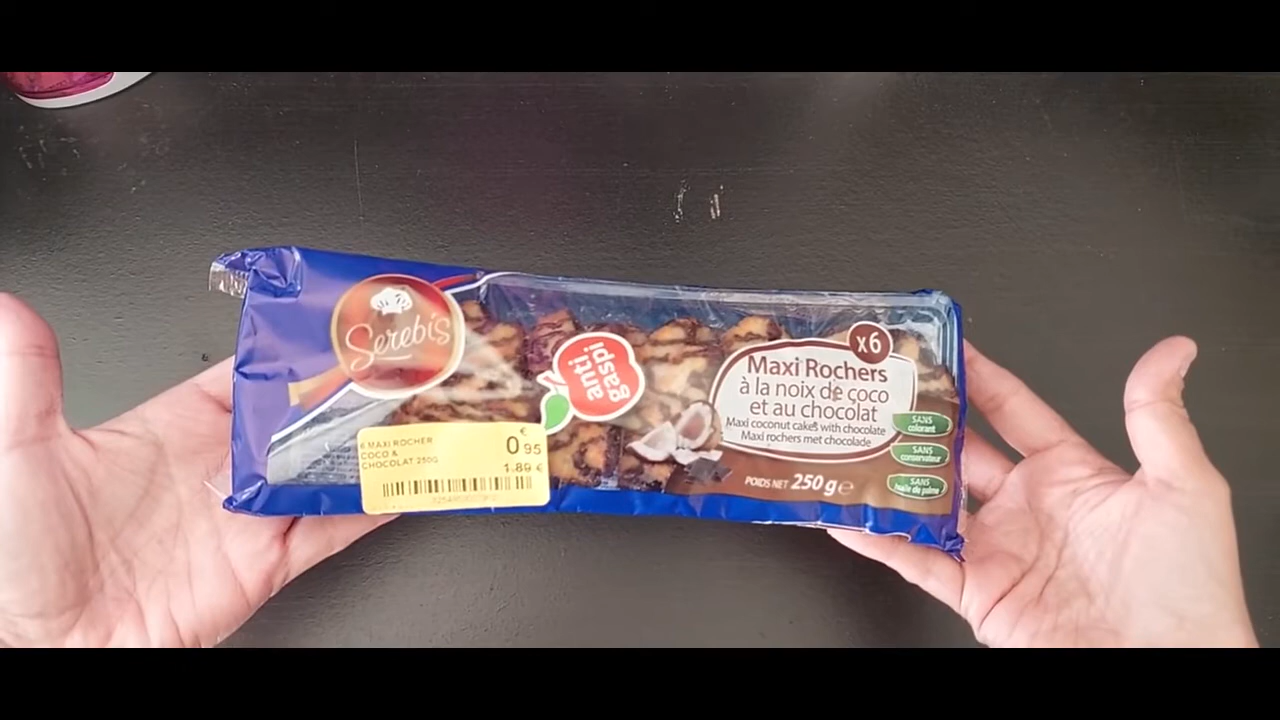 Serebis
anti
gaspi
x6
Maxi Rochers
à la noix de coco
et au chocolat
Maxi coconut cakes with chocolate
Maxi rochers met chocolade
SANS
colorant
SANS
conservateur
SANS
huile de palme
POIDS NET 250 g e
6 MAXI ROCHER
COCO &
CHOCOLAT 250G
€
0 95
1.89 €